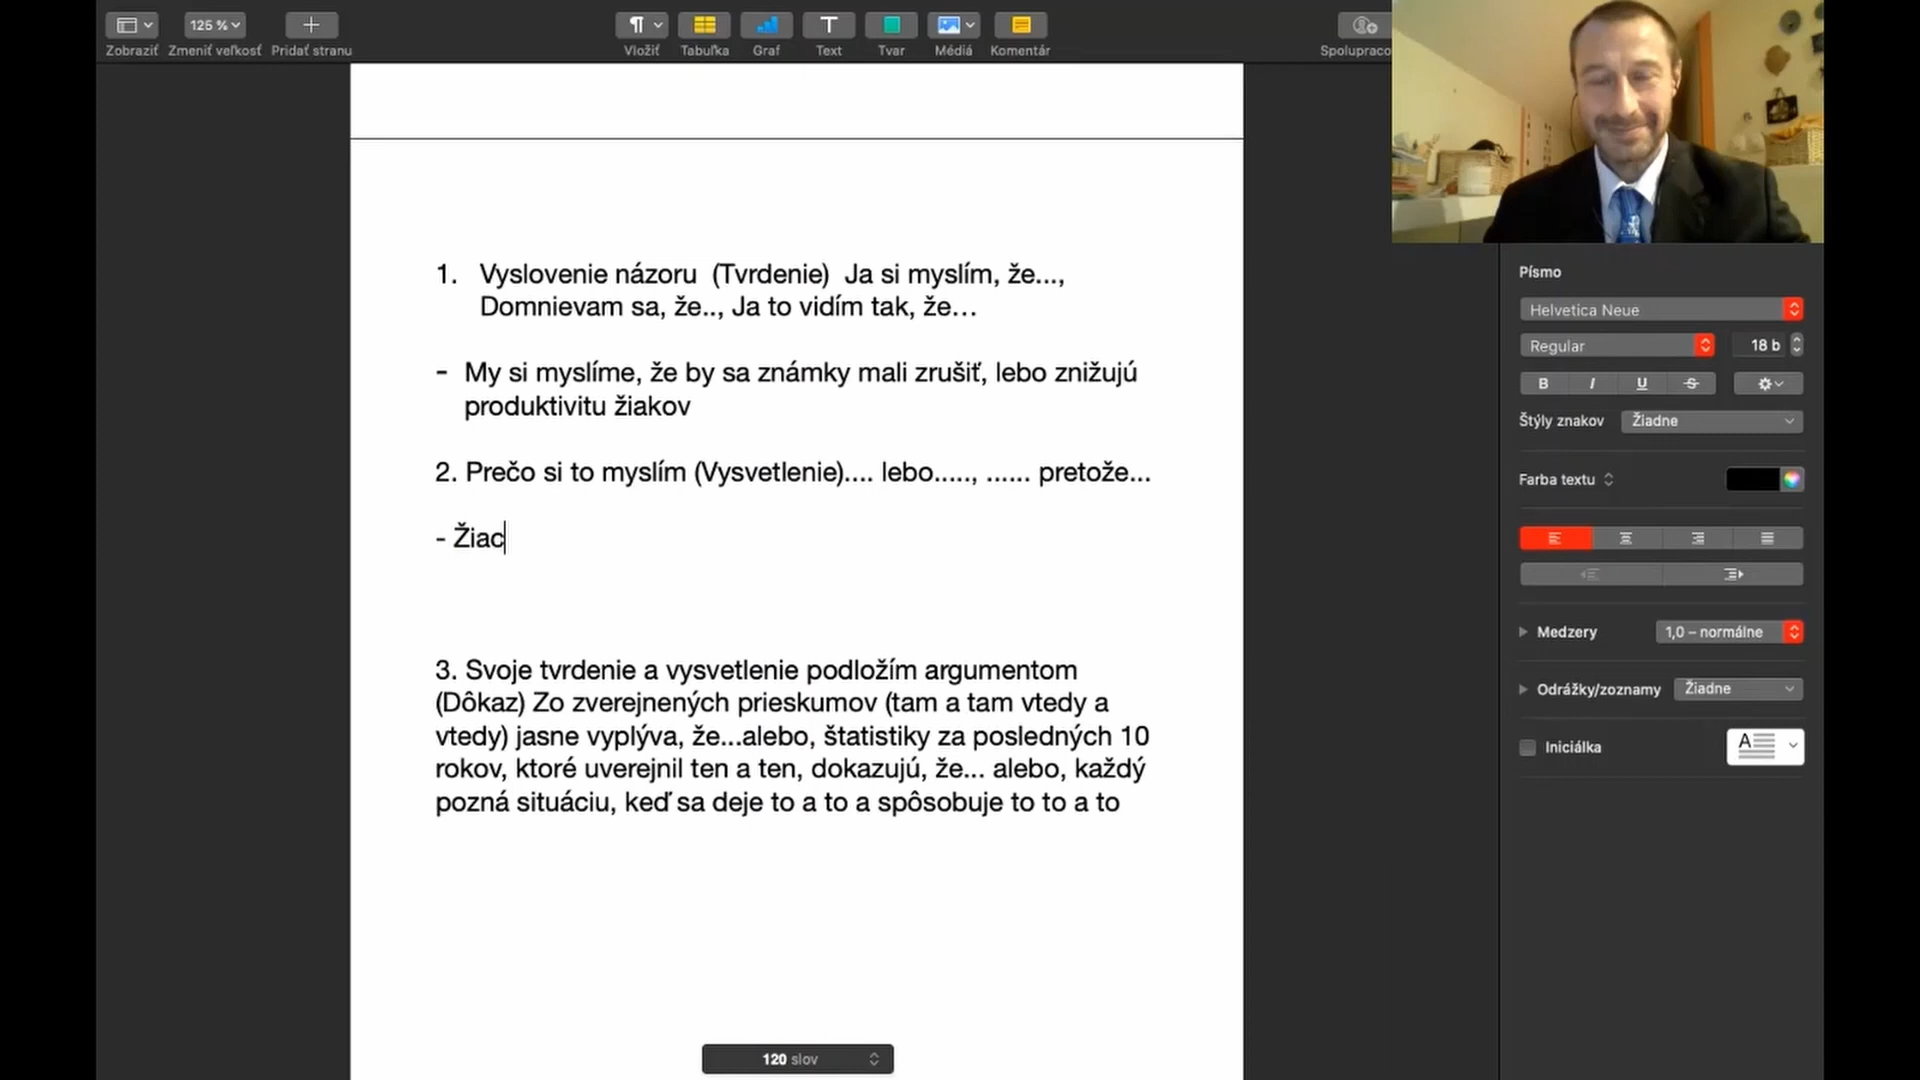 125 %
Zobraziť Zmeniť veľkosť Pridať stranu
Vložiť Tabuľka Graf Text Tvar Médiá Komentár
Spolupraco
1. Vyslovenie názoru (Tvrdenie) Ja si myslím, že...,
Domnievam sa, že.., Ja to vidím tak, že…
- My si myslíme, že by sa známky mali zrušiť, lebo znižujú
produktivitu žiakov
2. Prečo si to myslím (Vysvetlenie).... lebo....., ...... pretože...
- Žiac
3. Svoje tvrdenie a vysvetlenie podložím argumentom
(Dôkaz) Zo zverejnených prieskumov (tam a tam vtedy a
vtedy) jasne vyplýva, že...alebo, štatistiky za posledných 10
rokov, ktoré uverejnil ten a ten, dokazujú, že... alebo, každý
pozná situáciu, keď sa deje to a to a spôsobuje to to a to
120 slov
Písmo
Helvetica Neue
Regular 18 b
B I U S
Štýly znakov Žiadne
Farba textu
Medzery 1,0 – normálne
Odrážky/zoznamy Žiadne
Iniciálka A